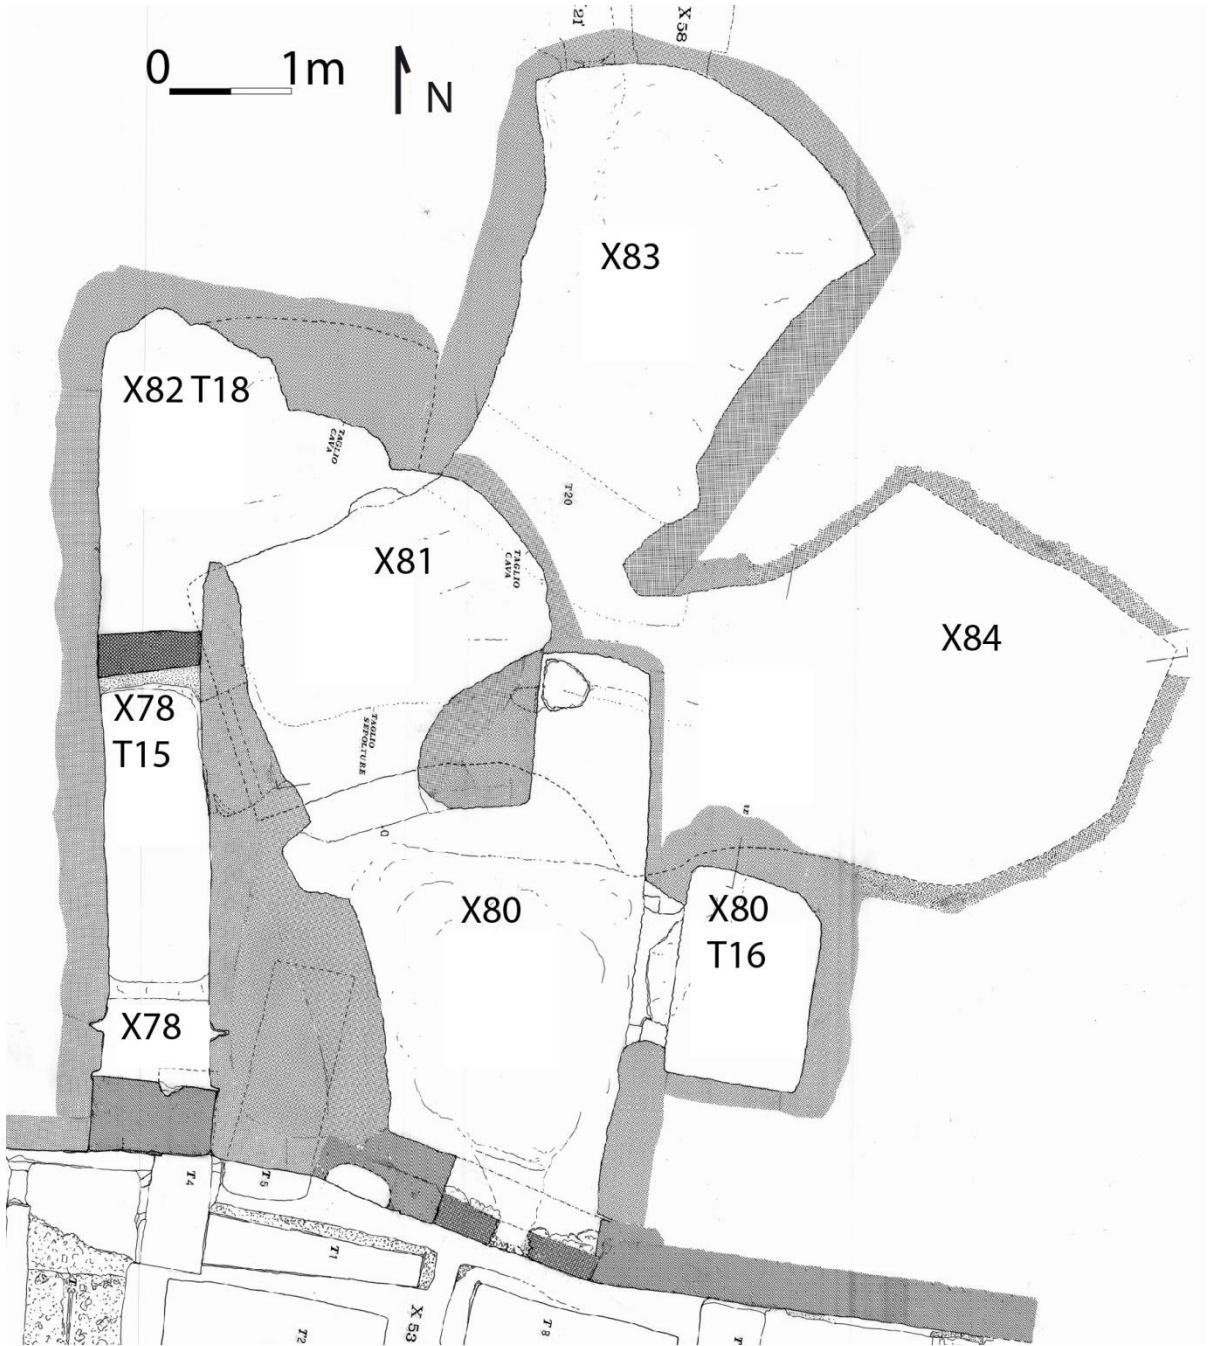 T21'
X 58
0 1m
N
X83
X82 T18
TAGLIO
CAVA
T20
X81
TAGLIO
CAVA
X84
X78
T15
TAGLIO
SEPOLTURE
X80
X80
T16
X78
T4
T5
T1
X 53
T2
T8